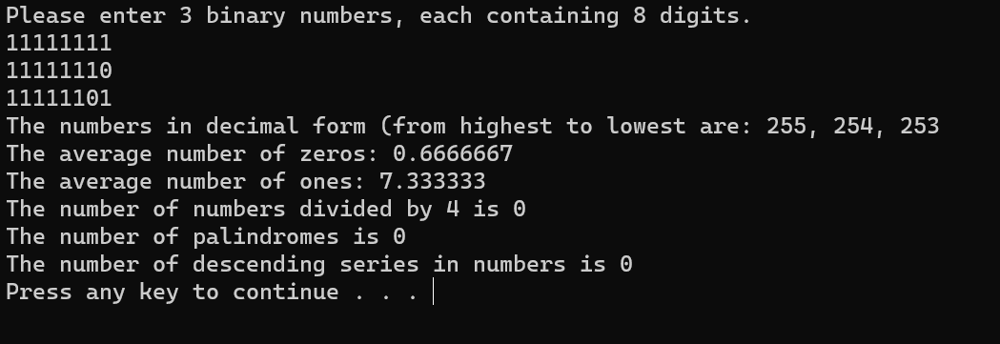 Please enter 3 binary numbers, each containing 8 digits.
11111111
11111110
11111101
The numbers in decimal form (from highest to lowest are: 255, 254, 253
The average number of zeros: 0.6666667
The average number of ones: 7.333333
The number of numbers divided by 4 is 0
The number of palindromes is 0
The number of descending series in numbers is 0
Press any key to continue . . .